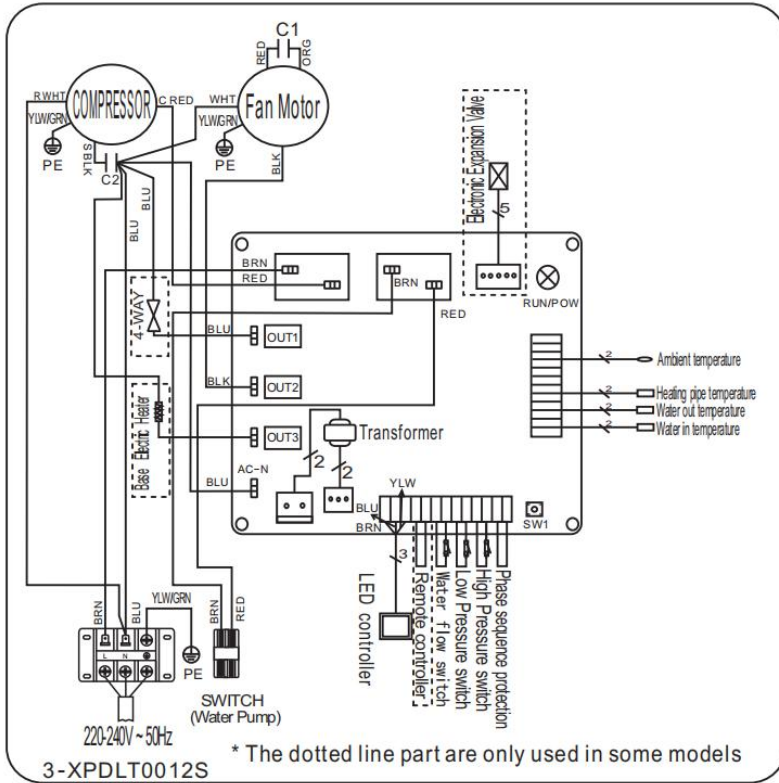 C1
RED
ORG
R WHT
COMPRESSOR
C RED
WHT
Fan Motor
YLW/GRN
YLW/GRN
PE
PE
S BLK
C2
BLK
BLU
BLU
Electronic Expansion Valve
5
RUN/POW
BRN
RED
BRN
RED
4-WAY
BLU
OUT1
BLK
OUT2
OUT3
Base Electric Heater
Transformer
2
2
AC-N
BLU
2
Ambient temperature
2
Heating pipe temperature
2
Water out temperature
2
Water in temperature
YLW
BLU
BRN
SW1
3
LED controller
Remote controller
Water flow switch
Low Pressure switch
High Pressure switch
Phase sequence protection
BRN
BLU
YLW/GRN
L
N
PE
BRN
RED
SWITCH
(Water Pump)
220-240V ~ 50Hz
* The dotted line part are only used in some models
3-XPDLT0012S